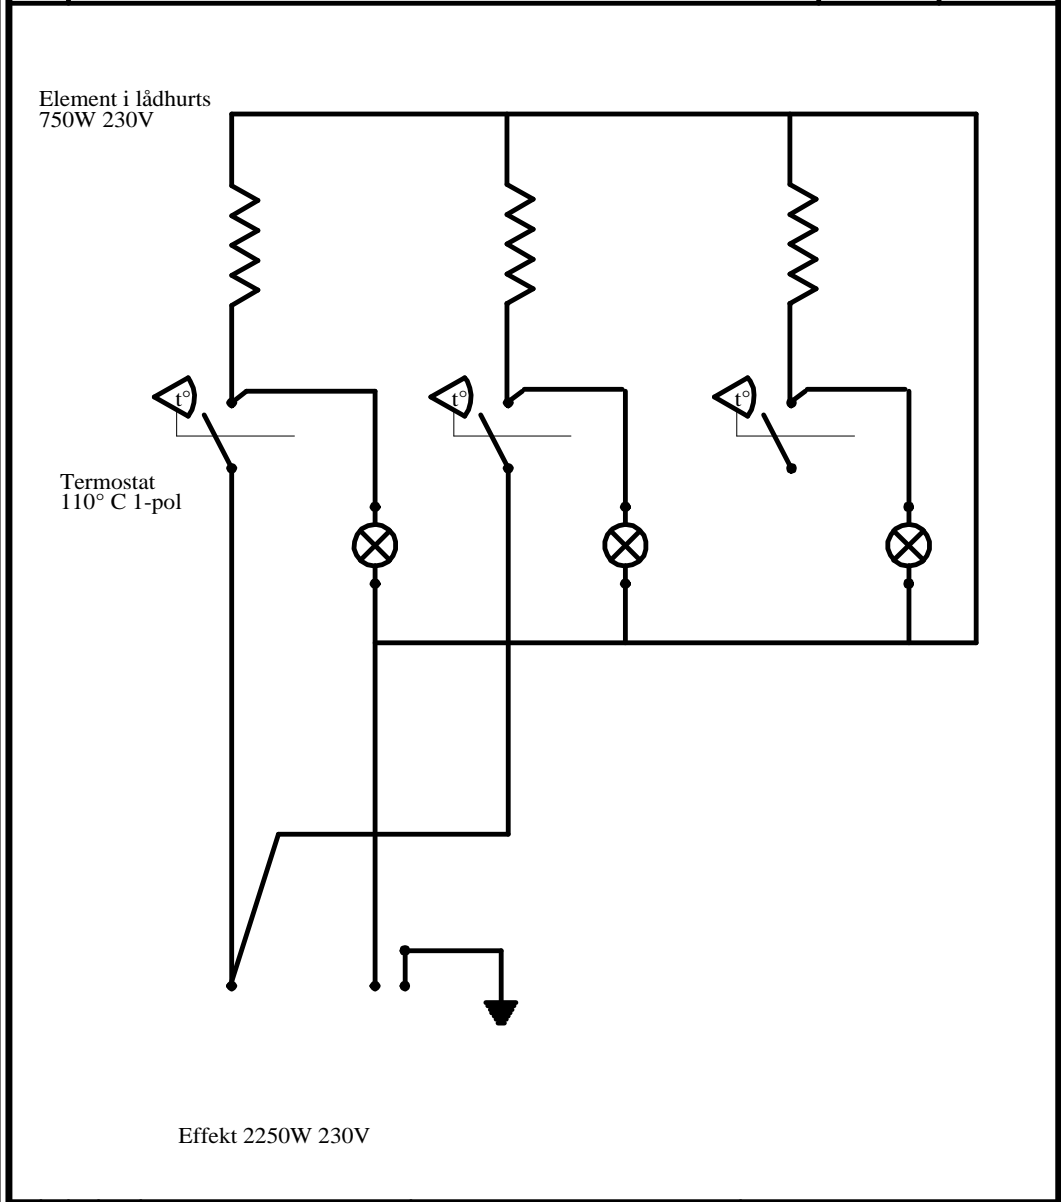 Element i lådhurts
750W 230V
t° t° t°
Termostat
110° C 1-pol
Effekt 2250W 230V